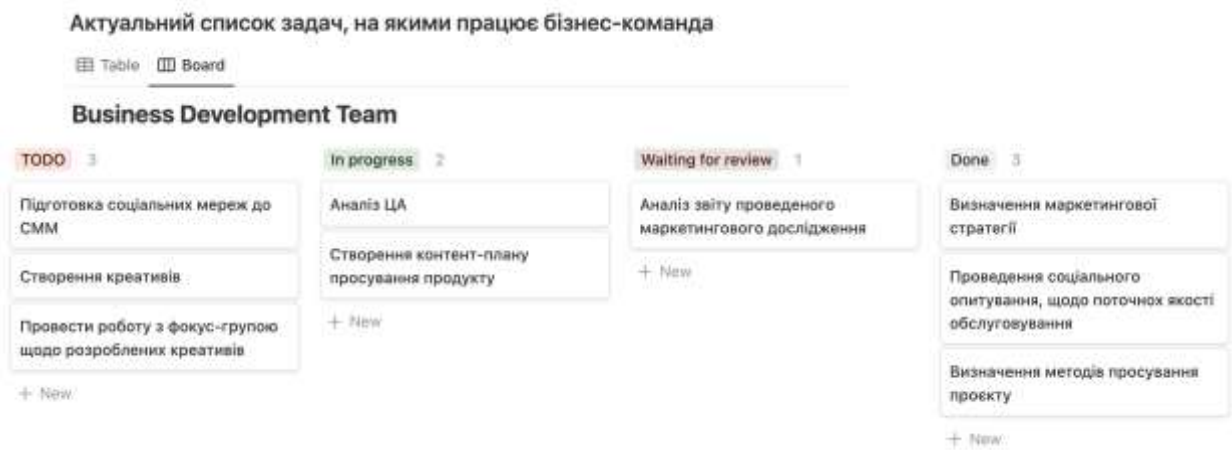 Актуальний список задач, на якими працює бізнес-команда
Table Board
Business Development Team
TODO 3
Підготовка соціальних мереж до
СММ
Створення креативів
Провести роботу з фокус-групою
щодо розроблених креативів
+ New
In progress 2
Аналіз ЦА
Створення контент-плану
просування продукту
+ New
Waiting for review 1
Аналіз звіту проведеного
маркетингового дослідження
+ New
Done 3
Визначення маркетингової
стратегії
Проведення соціального
опитування, щодо поточнох якості
обслуговування
Визначення методів просування
проєкту
+ New